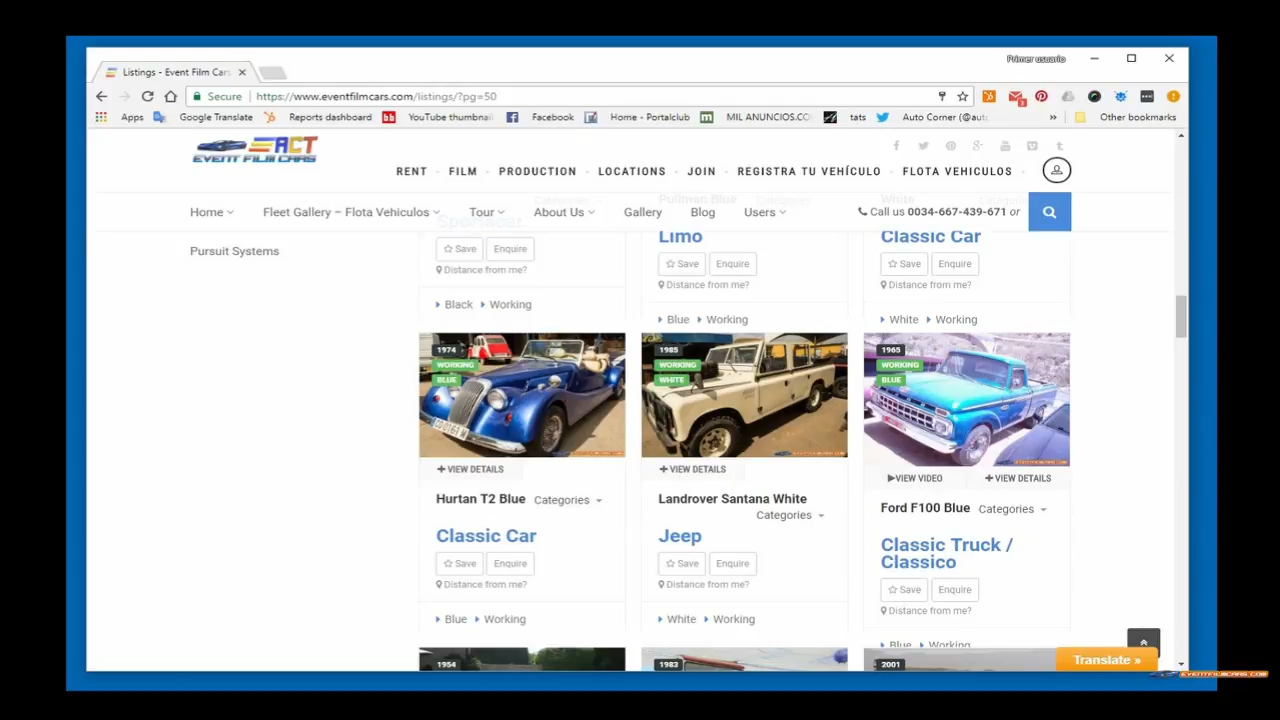 Primer usuario
Listings - Event Film Cars
Secure https://www.eventfilmcars.com/listings/?pg=50
Apps Google Translate Reports dashboard YouTube thumbnai Facebook Home - Portalclub MIL ANUNCIOS.CO tats Auto Corner (@aut » Other bookmarks
ACT
EVENT FILM CARS
RENT FILM PRODUCTION LOCATIONS JOIN REGISTRA TU VEHÍCULO FLOTA VEHICULOS
Pullman Blue White
Home Fleet Gallery – Flota Vehiculos Tour About Us Gallery Blog Users Call us 0034-667-439-671 or
Limo Classic Car
Pursuit Systems
Save Enquire
Save Enquire Save Enquire
Distance from me?
Distance from me? Distance from me?
Black Working
Blue Working White Working
1974 1985 1965
WORKING WORKING WORKING
BLUE WHITE BLUE
+ VIEW DETAILS + VIEW DETAILS
VIEW VIDEO + VIEW DETAILS
Hurtan T2 Blue Categories Landrover Santana White
Categories
Ford F100 Blue Categories
Classic Car Jeep
Classic Truck /
Classico
Save Enquire Save Enquire
Distance from me? Distance from me?
Save Enquire
Distance from me?
Blue Working White Working
Blue Working
1954 1983 2001
Translate »
EVENTFILMCARS.COM